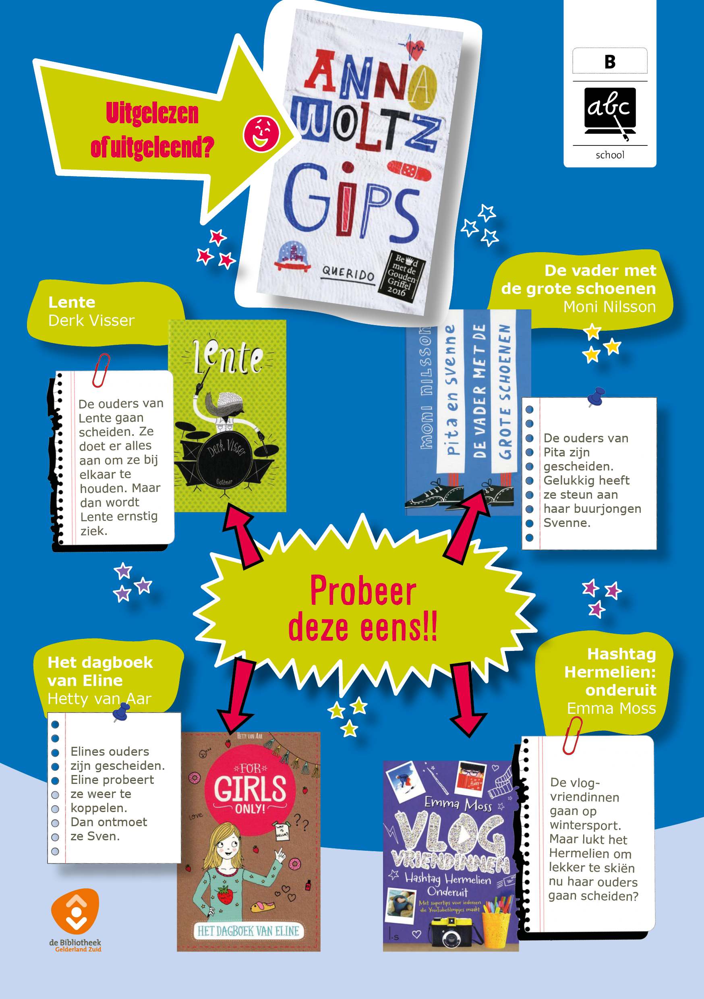 Uitgelezen
of uitgeleend?
ANNA
WOLTZ
GIPS
QUERIDO
met de
Gouden
Griffel
2016
B
abc
school
Lente
Derk Visser
De ouders van
Lente gaan
scheiden. Ze
doet er alles
aan om ze bij
elkaar te
houden. Maar
dan wordt
Lente ernstig
ziek.
Lente
Derk Visser
Gottmer
De vader met
de grote schoenen
Moni Nilsson
moni nilsson
Pita en Svenne
DE VADER MET DE
GROTE SCHOENEN
De ouders van
Pita zijn
gescheiden.
Gelukkig heeft
ze steun aan
haar buurjongen
Svenne.
Probeer
deze eens!!
Het dagboek
van Eline
Hetty van Aar
Elines ouders
zijn gescheiden.
Eline probeert
ze weer te
koppelen.
Dan ontmoet
ze Sven.
HETTY VAN AAR
zzz
FOR
GIRLS
ONLY!
LOVE
??
WAT
IS
GELUK?
HET DAGBOEK VAN ELINE
Hashtag
Hermelien:
onderuit
Emma Moss
HARRY
Emma Moss
VLOG
VRIENDINNEN
Hashtag Hermelien
Onderuit
Met supertips voor iedereen
die YouTubefilmpjes maakt
l.s
De vlog-
vriendinnen
gaan op
wintersport.
Maar lukt het
Hermelien om
lekker te skiën
nu haar ouders
gaan scheiden?
de Bibliotheek
Gelderland Zuid